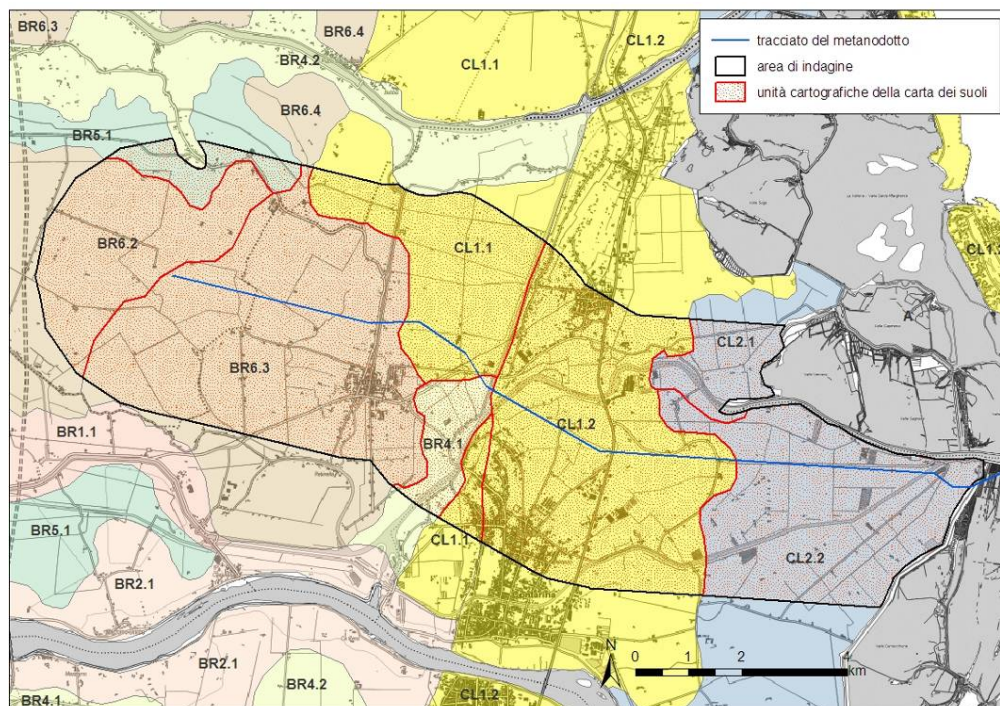 BR6.3
BR6.4
BR4.2
CL1.1
CL1.2
tracciato del metanodotto
area di indagine
unità cartografiche della carta dei suoli
BR6.4
BR5.1
BR6.2
CL1.1
CL1.2
CL2.1
A
BR6.3
BR4.1
CL1.2
BR1.1
BR5.1
CL2.2
CL1.1
BR2.1
BR2.1
BR4.2
BR4.1
CL1.2
N
0 1 2 4
km